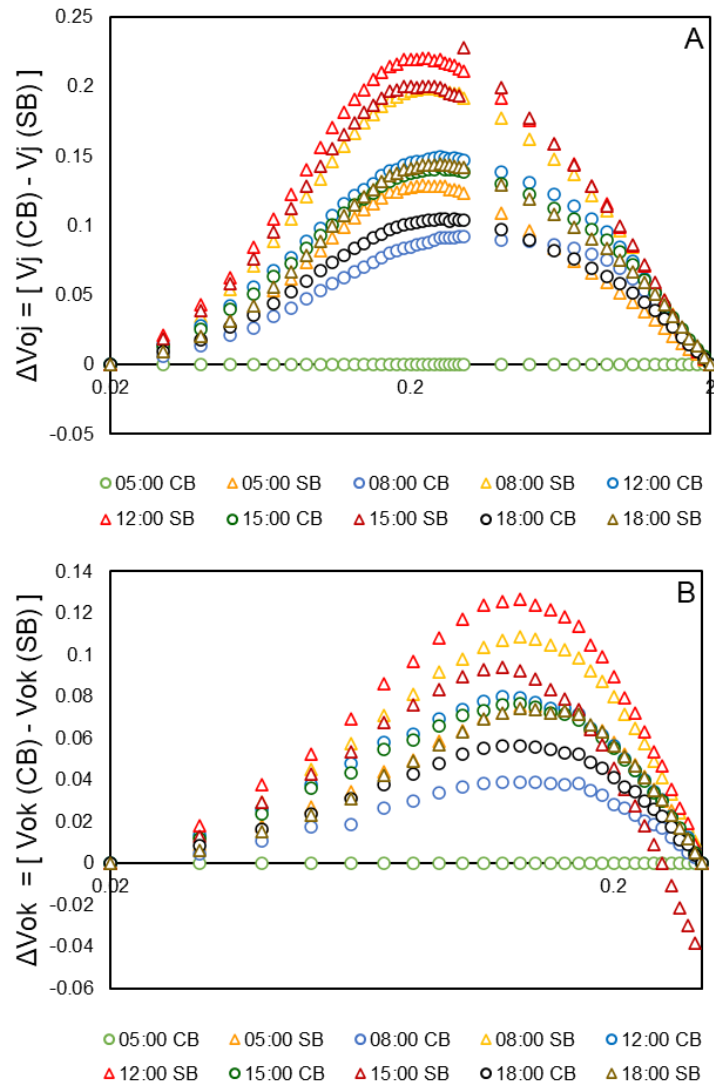 A
0.25
0.2
0.15
0.1
0.05
0
-0.05
ΔVoj = [ Vj (CB) - Vj (SB) ]
0.02 0.2 2
05:00 CB 05:00 SB 08:00 CB 08:00 SB 12:00 CB
12:00 SB 15:00 CB 15:00 SB 18:00 CB 18:00 SB
B
0.14
0.12
0.1
0.08
0.06
0.04
0.02
0
-0.02
-0.04
-0.06
ΔVok = [ Vok (CB) - Vok (SB) ]
0.02 0.2
05:00 CB 05:00 SB 08:00 CB 08:00 SB 12:00 CB
12:00 SB 15:00 CB 15:00 SB 18:00 CB 18:00 SB